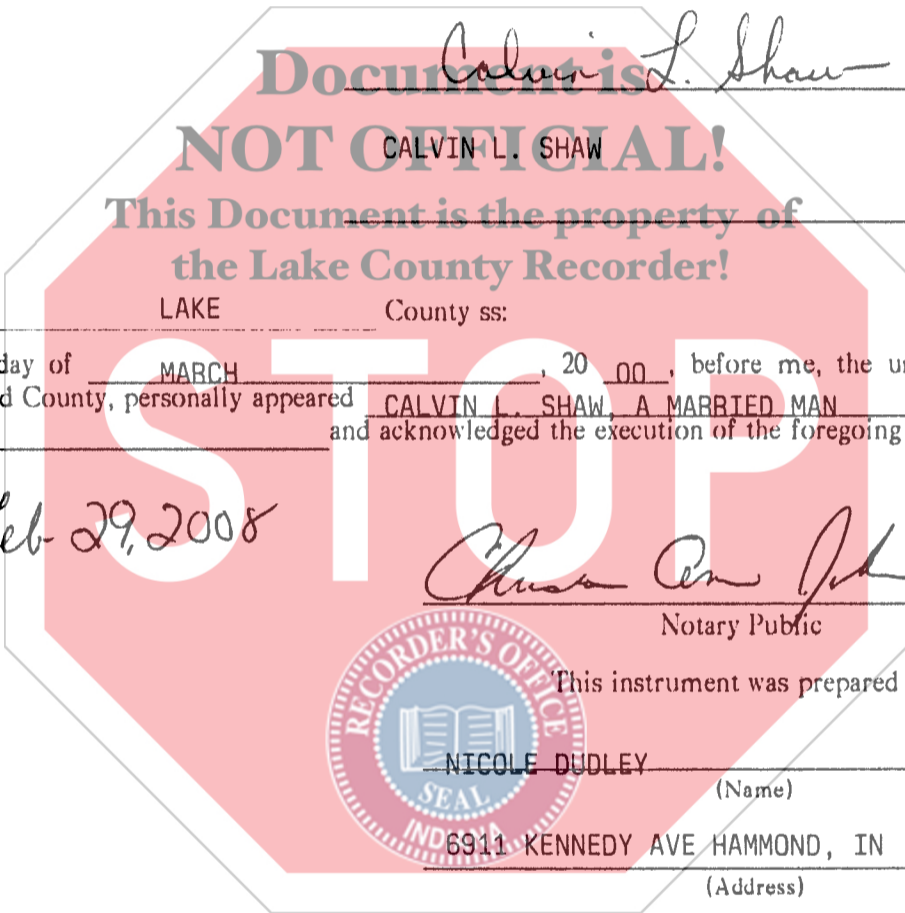 Calvin L. Shaw
Document is
NOT OFFICIAL!
CALVIN L. SHAW
This Document is the property of
the Lake County Recorder!
LAKE County ss:
day of MARCH , 20 00 , before me, the
County, personally appeared CALVIN L. SHAW, A MARRIED MAN
and acknowledged the execution of the foregoing
STOP
29, 2008
Ann
Notary Public
RECORDER'S OFFICE
This instrument was prepared
NICOLE DUDLEY
(Name)
SEAL
INDIANA
6911 KENNEDY AVE HAMMOND, IN
(Address)